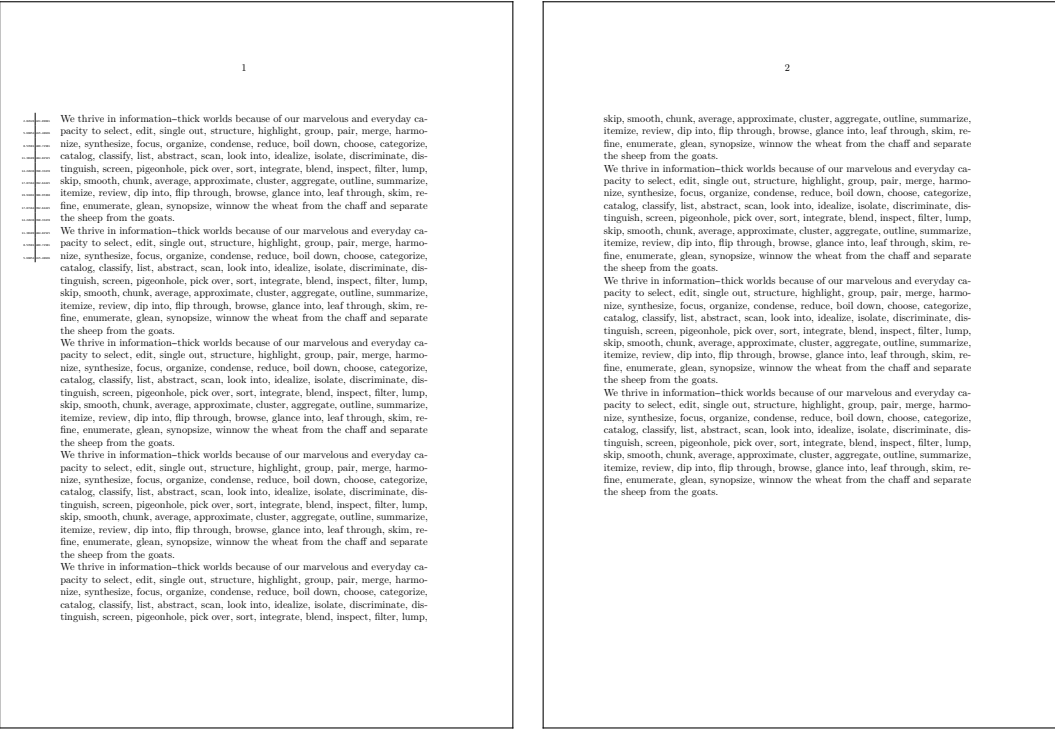 1
We thrive in information–thick worlds because of our marvelous and everyday ca-
pacity to select, edit, single out, structure, highlight, group, pair, merge, harmo-
nize, synthesize, focus, organize, condense, reduce, boil down, choose, categorize,
catalog, classify, list, abstract, scan, look into, idealize, isolate, discriminate, dis-
tinguish, screen, pigeonhole, pick over, sort, integrate, blend, inspect, filter, lump,
skip, smooth, chunk, average, approximate, cluster, aggregate, outline, summarize,
itemize, review, dip into, flip through, browse, glance into, leaf through, skim, re-
fine, enumerate, glean, synopsize, winnow the wheat from the chaff and separate
the sheep from the goats.
We thrive in information–thick worlds because of our marvelous and everyday ca-
pacity to select, edit, single out, structure, highlight, group, pair, merge, harmo-
nize, synthesize, focus, organize, condense, reduce, boil down, choose, categorize,
catalog, classify, list, abstract, scan, look into, idealize, isolate, discriminate, dis-
tinguish, screen, pigeonhole, pick over, sort, integrate, blend, inspect, filter, lump,
skip, smooth, chunk, average, approximate, cluster, aggregate, outline, summarize,
itemize, review, dip into, flip through, browse, glance into, leaf through, skim, re-
fine, enumerate, glean, synopsize, winnow the wheat from the chaff and separate
the sheep from the goats.
We thrive in information–thick worlds because of our marvelous and everyday ca-
pacity to select, edit, single out, structure, highlight, group, pair, merge, harmo-
nize, synthesize, focus, organize, condense, reduce, boil down, choose, categorize,
catalog, classify, list, abstract, scan, look into, idealize, isolate, discriminate, dis-
tinguish, screen, pigeonhole, pick over, sort, integrate, blend, inspect, filter, lump,
skip, smooth, chunk, average, approximate, cluster, aggregate, outline, summarize,
itemize, review, dip into, flip through, browse, glance into, leaf through, skim, re-
fine, enumerate, glean, synopsize, winnow the wheat from the chaff and separate
the sheep from the goats.
We thrive in information–thick worlds because of our marvelous and everyday ca-
pacity to select, edit, single out, structure, highlight, group, pair, merge, harmo-
nize, synthesize, focus, organize, condense, reduce, boil down, choose, categorize,
catalog, classify, list, abstract, scan, look into, idealize, isolate, discriminate, dis-
tinguish, screen, pigeonhole, pick over, sort, integrate, blend, inspect, filter, lump,
skip, smooth, chunk, average, approximate, cluster, aggregate, outline, summarize,
itemize, review, dip into, flip through, browse, glance into, leaf through, skim, re-
fine, enumerate, glean, synopsize, winnow the wheat from the chaff and separate
the sheep from the goats.
We thrive in information–thick worlds because of our marvelous and everyday ca-
pacity to select, edit, single out, structure, highlight, group, pair, merge, harmo-
nize, synthesize, focus, organize, condense, reduce, boil down, choose, categorize,
catalog, classify, list, abstract, scan, look into, idealize, isolate, discriminate, dis-
tinguish, screen, pigeonhole, pick over, sort, integrate, blend, inspect, filter, lump,
2
skip, smooth, chunk, average, approximate, cluster, aggregate, outline, summarize,
itemize, review, dip into, flip through, browse, glance into, leaf through, skim, re-
fine, enumerate, glean, synopsize, winnow the wheat from the chaff and separate
the sheep from the goats.
We thrive in information–thick worlds because of our marvelous and everyday ca-
pacity to select, edit, single out, structure, highlight, group, pair, merge, harmo-
nize, synthesize, focus, organize, condense, reduce, boil down, choose, categorize,
catalog, classify, list, abstract, scan, look into, idealize, isolate, discriminate, dis-
tinguish, screen, pigeonhole, pick over, sort, integrate, blend, inspect, filter, lump,
skip, smooth, chunk, average, approximate, cluster, aggregate, outline, summarize,
itemize, review, dip into, flip through, browse, glance into, leaf through, skim, re-
fine, enumerate, glean, synopsize, winnow the wheat from the chaff and separate
the sheep from the goats.
We thrive in information–thick worlds because of our marvelous and everyday ca-
pacity to select, edit, single out, structure, highlight, group, pair, merge, harmo-
nize, synthesize, focus, organize, condense, reduce, boil down, choose, categorize,
catalog, classify, list, abstract, scan, look into, idealize, isolate, discriminate, dis-
tinguish, screen, pigeonhole, pick over, sort, integrate, blend, inspect, filter, lump,
skip, smooth, chunk, average, approximate, cluster, aggregate, outline, summarize,
itemize, review, dip into, flip through, browse, glance into, leaf through, skim, re-
fine, enumerate, glean, synopsize, winnow the wheat from the chaff and separate
the sheep from the goats.
We thrive in information–thick worlds because of our marvelous and everyday ca-
pacity to select, edit, single out, structure, highlight, group, pair, merge, harmo-
nize, synthesize, focus, organize, condense, reduce, boil down, choose, categorize,
catalog, classify, list, abstract, scan, look into, idealize, isolate, discriminate, dis-
tinguish, screen, pigeonhole, pick over, sort, integrate, blend, inspect, filter, lump,
skip, smooth, chunk, average, approximate, cluster, aggregate, outline, summarize,
itemize, review, dip into, flip through, browse, glance into, leaf through, skim, re-
fine, enumerate, glean, synopsize, winnow the wheat from the chaff and separate
the sheep from the goats.